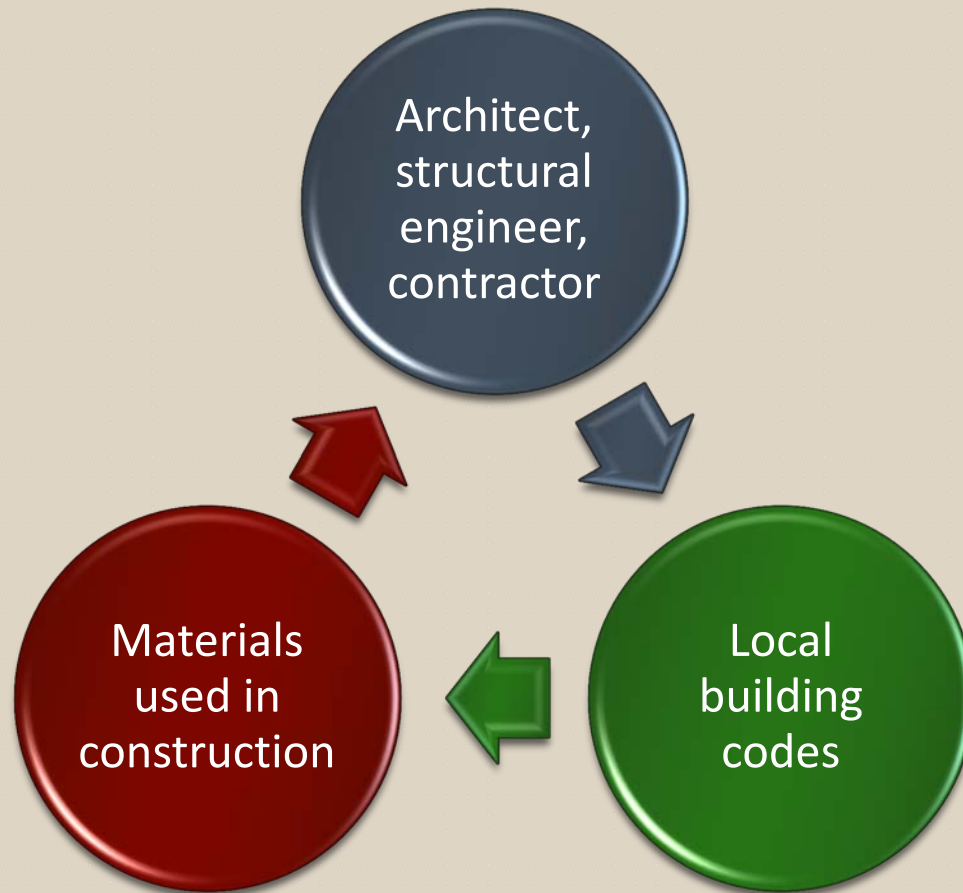 Architect,
structural
engineer,
contractor
Materials
used in
construction
Local
building
codes